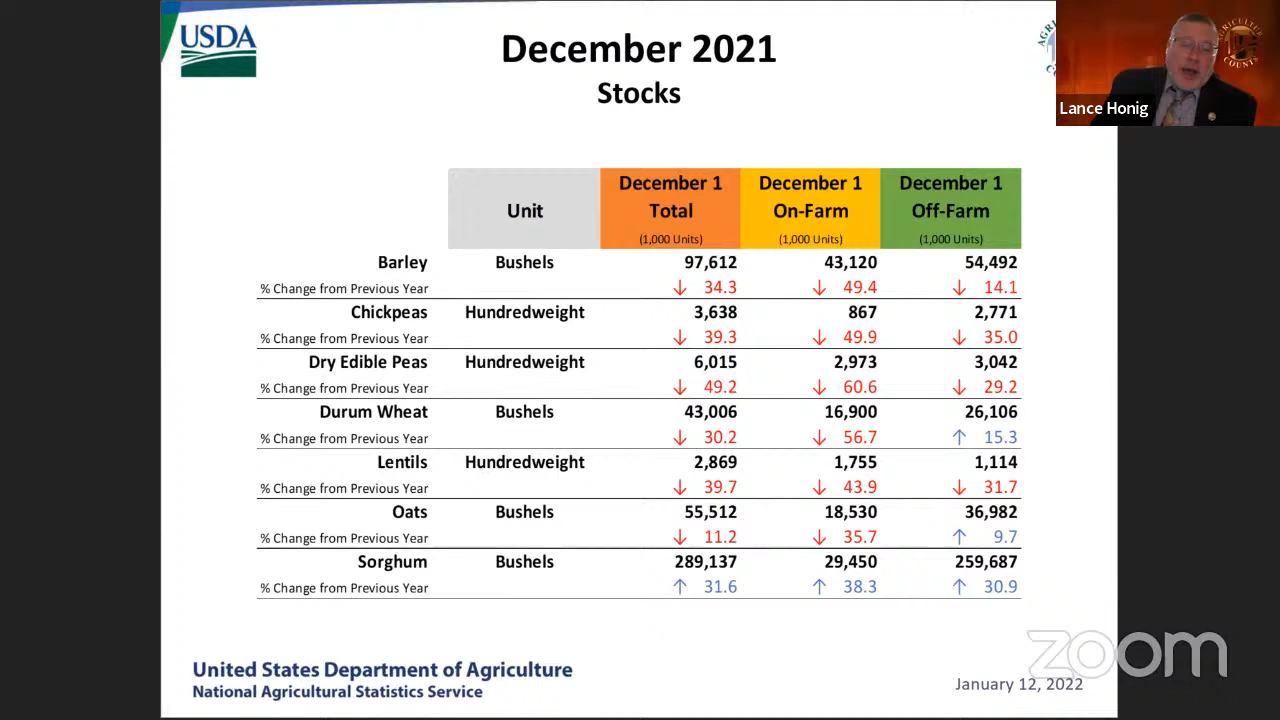 USDA
December 2021
Stocks
AGRICULTURE COUNTS
Lance Honig
Unit
December 1 Total (1,000 Units)
December 1 On-Farm (1,000 Units)
December 1 Off-Farm (1,000 Units)
Barley Bushels 97,612 43,120 54,492
% Change from Previous Year ↓ 34.3 ↓ 49.4 ↓ 14.1
Chickpeas Hundredweight 3,638 867 2,771
% Change from Previous Year ↓ 39.3 ↓ 49.9 ↓ 35.0
Dry Edible Peas Hundredweight 6,015 2,973 3,042
% Change from Previous Year ↓ 49.2 ↓ 60.6 ↓ 29.2
Durum Wheat Bushels 43,006 16,900 26,106
% Change from Previous Year ↓ 30.2 ↓ 56.7 ↑ 15.3
Lentils Hundredweight 2,869 1,755 1,114
% Change from Previous Year ↓ 39.7 ↓ 43.9 ↓ 31.7
Oats Bushels 55,512 18,530 36,982
% Change from Previous Year ↓ 11.2 ↓ 35.7 ↑ 9.7
Sorghum Bushels 289,137 29,450 259,687
% Change from Previous Year ↑ 31.6 ↑ 38.3 ↑ 30.9
United States Department of Agriculture
National Agricultural Statistics Service
zoom
January 12, 2022